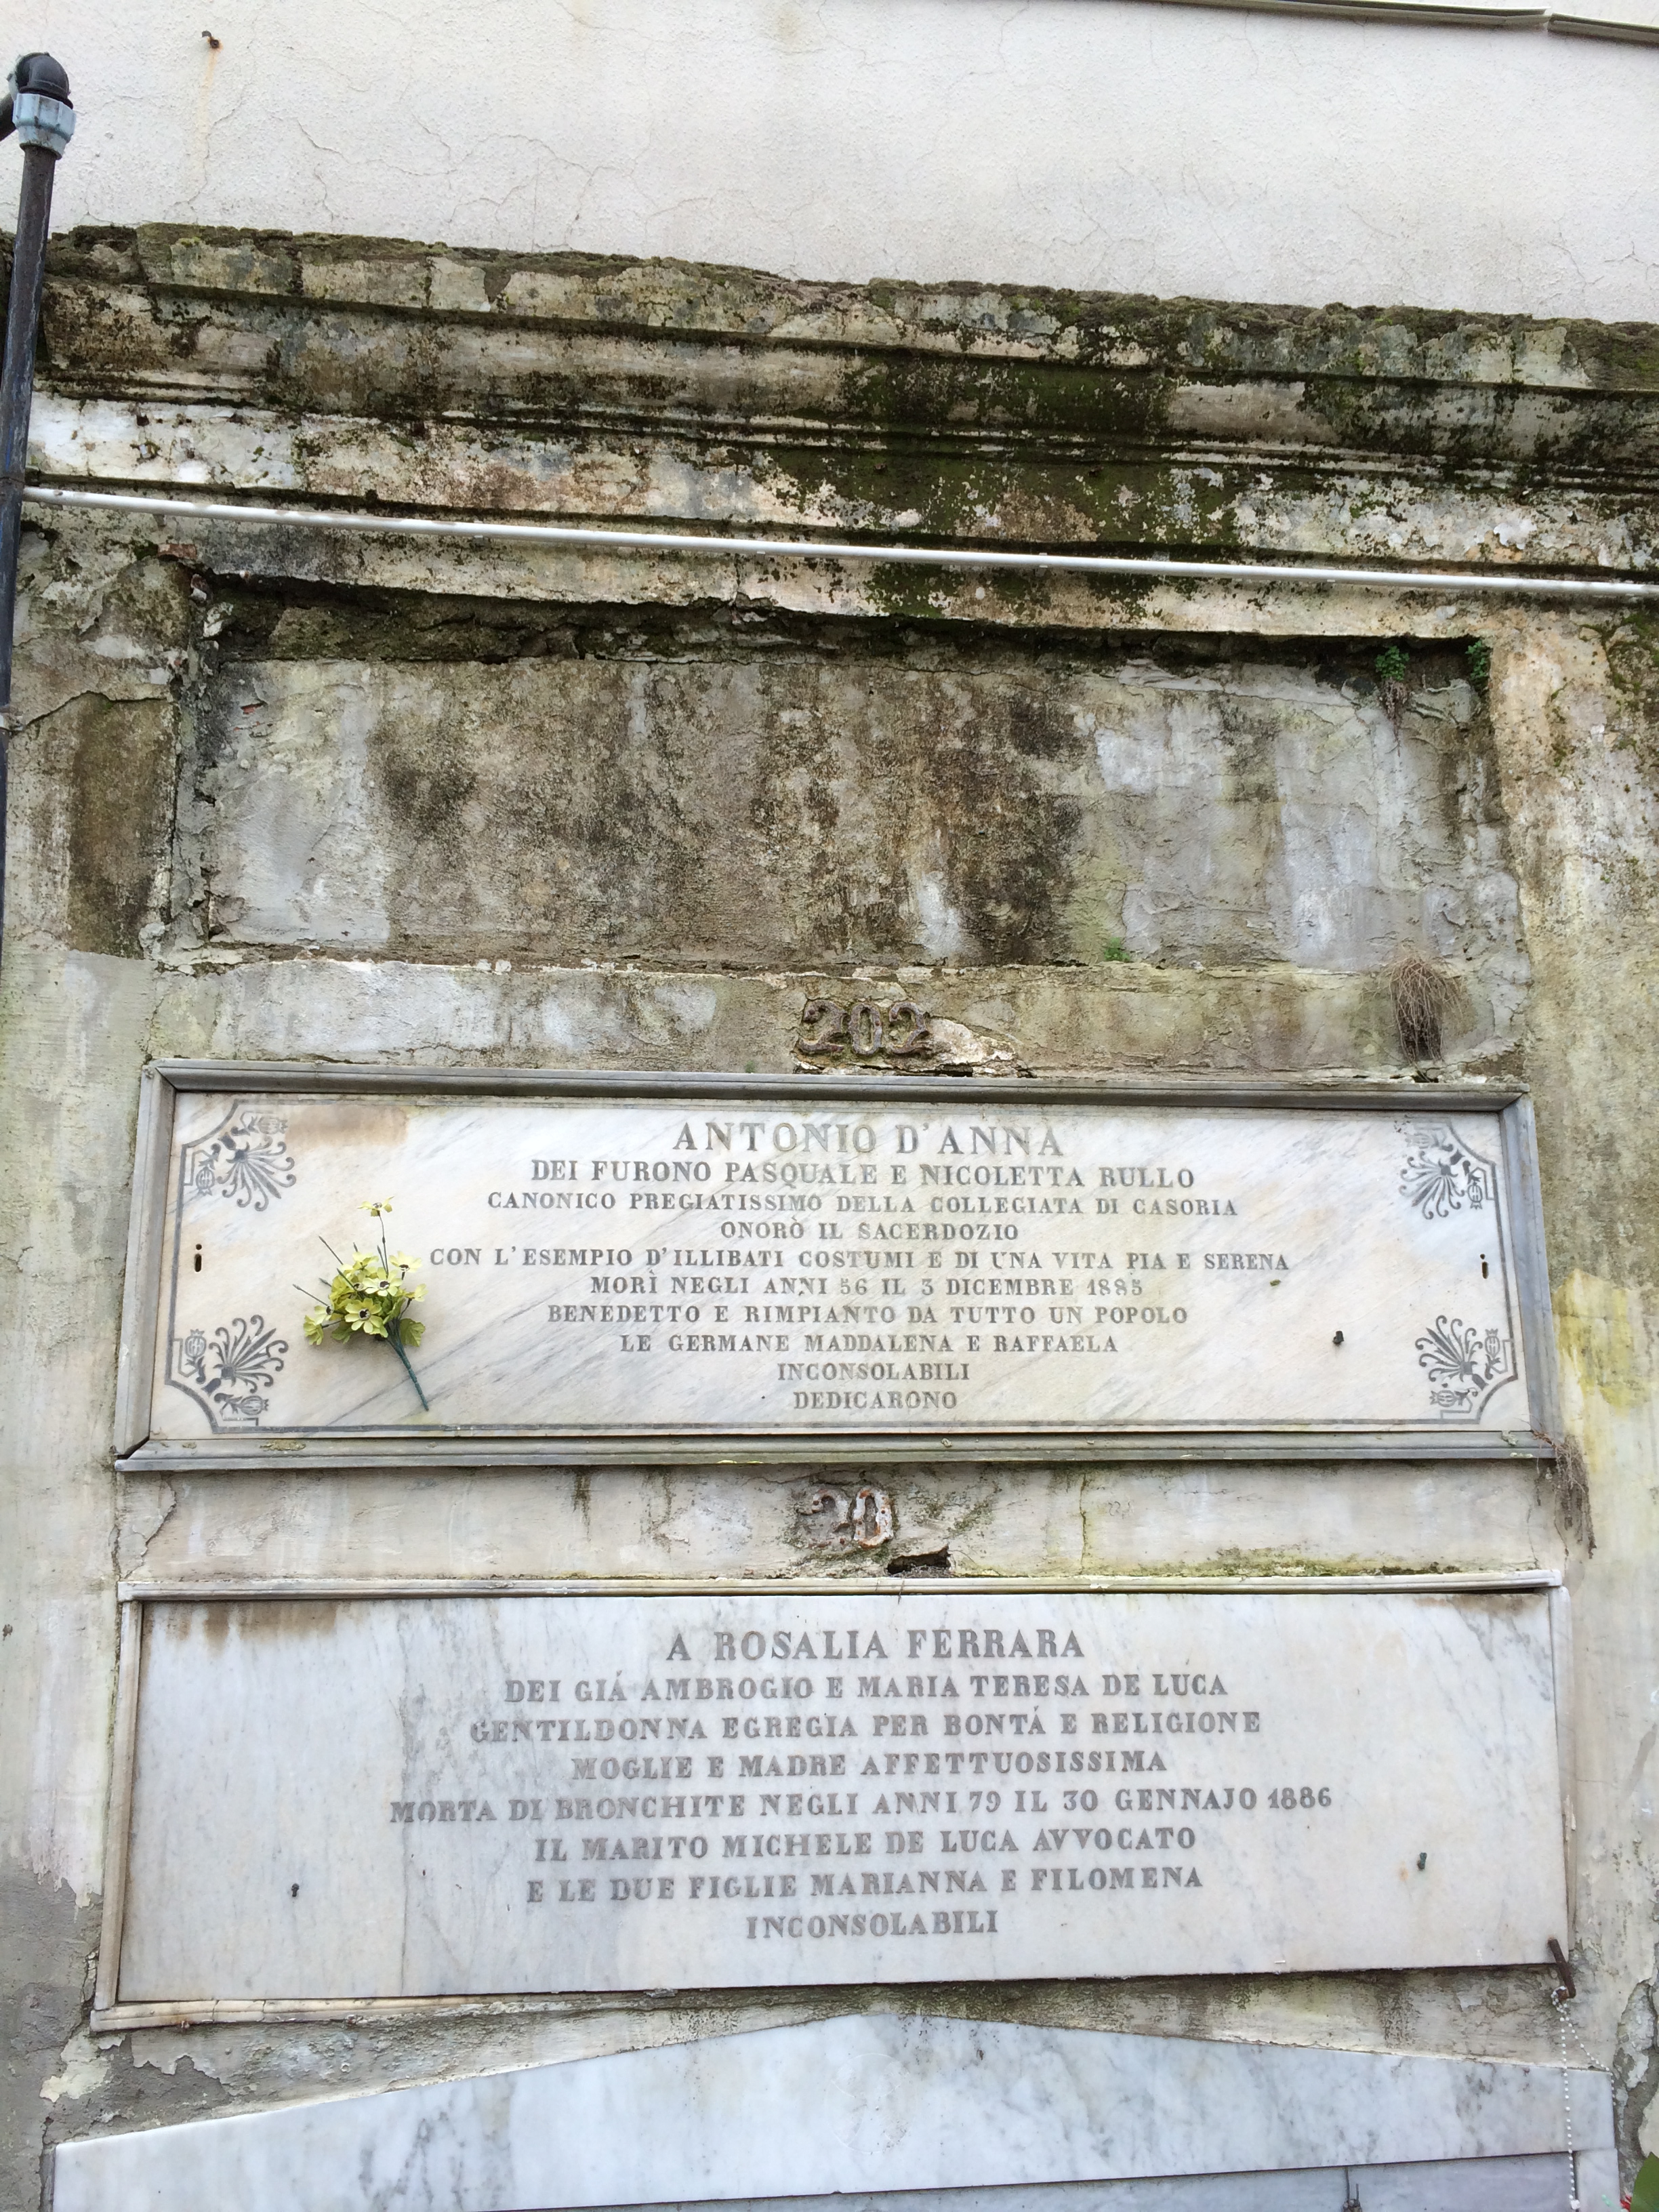 202
ANTONIO D'ANNA
DEI FURONO PASQUALE E NICOLETTA RULLO
CANONICO PREGIATISSIMO DELLA COLLEGIATA DI CASORIA
ONORÒ IL SACERDOZIO
CON L'ESEMPIO D'ILLIBATI COSTUMI E DI UNA VITA PIA E SERENA
MORÌ NEGLI ANNI 56 IL 3 DICEMBRE 1885
BENEDETTO E RIMPIANTO DA TUTTO UN POPOLO
LE GERMANE MADDALENA E RAFFAELA
INCONSOLABILI
DEDICARONO
20
A ROSALIA FERRARA
DEI GIÁ AMBROGIO E MARIA TERESA DE LUCA
GENTILDONNA EGREGIA PER BONTÁ E RELIGIONE
MOGLIE E MADRE AFFETTUOSISSIMA
MORTA DI BRONCHITE NEGLI ANNI 79 IL 30 GENNAJO 1886
IL MARITO MICHELE DE LUCA AVVOCATO
E LE DUE FIGLIE MARIANNA E FILOMENA
INCONSOLABILI